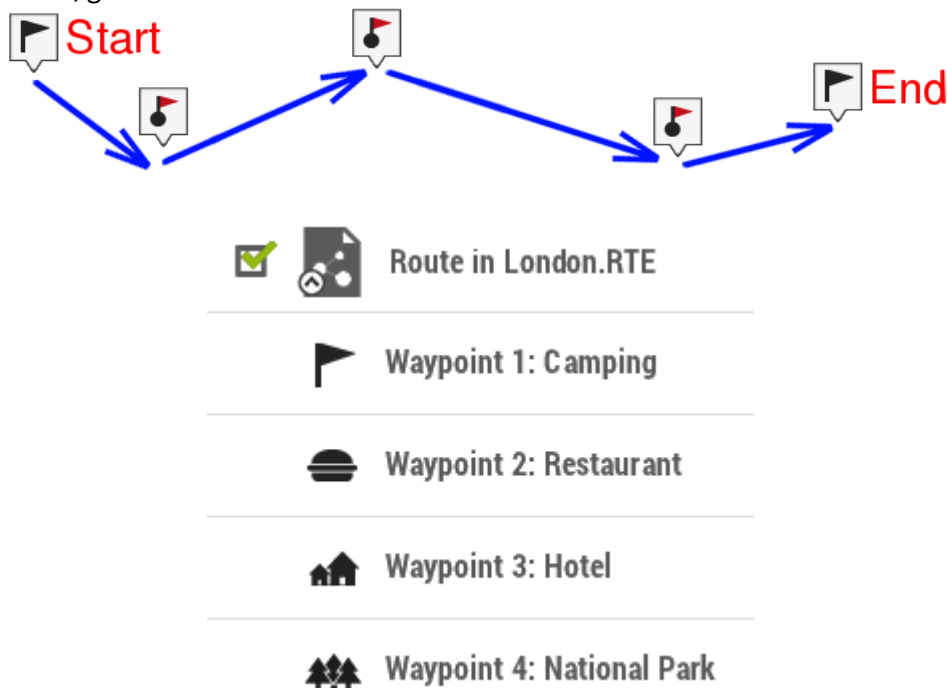 Start
End
Route in London.RTE
Waypoint 1: Camping
Waypoint 2: Restaurant
Waypoint 3: Hotel
Waypoint 4: National Park